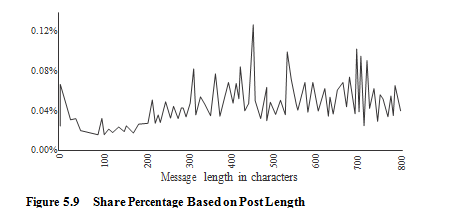 0.12%
0.08%
0.04%
0.00%
0 100 200 300 400 500 600 700 800
Message length in characters
Figure 5.9 Share Percentage Based on Post Length